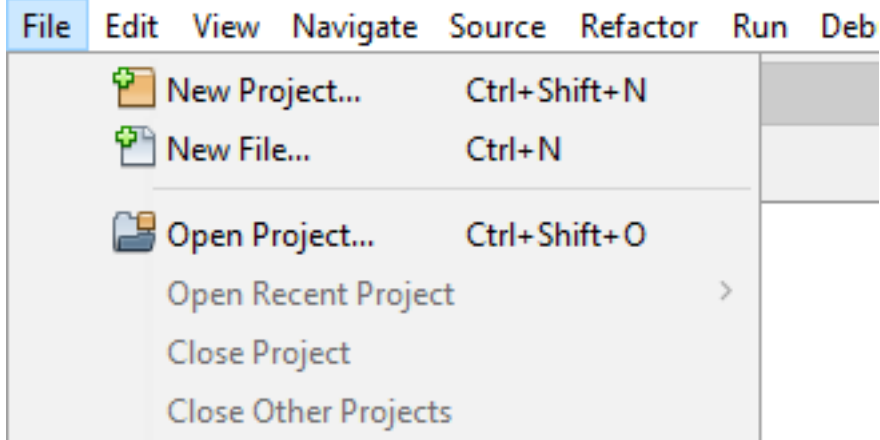 File Edit View Navigate Source Refactor Run Deb
New Project... Ctrl+Shift+N
New File... Ctrl+N
Open Project... Ctrl+Shift+O
Open Recent Project
Close Project
Close Other Projects